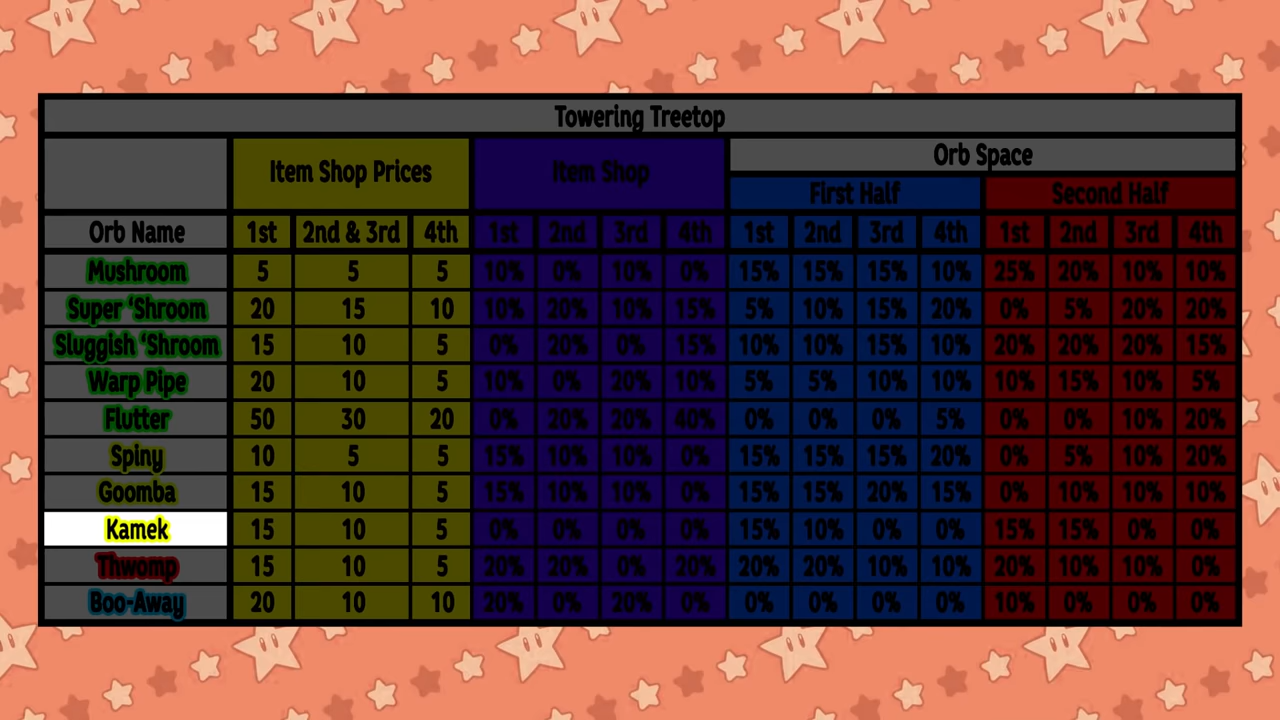 Towering Treetop
Item Shop Prices Item Shop Orb Space
First Half Second Half
Orb Name 1st 2nd & 3rd 4th 1st 2nd 3rd 4th 1st 2nd 3rd 4th 1st 2nd 3rd 4th
Mushroom 5 5 5 10% 0% 10% 0% 15% 15% 15% 10% 25% 20% 10% 10%
Super ‘Shroom 20 15 10 10% 20% 10% 15% 5% 10% 15% 20% 0% 5% 20% 20%
Sluggish ‘Shroom 15 10 5 0% 20% 0% 15% 10% 10% 15% 10% 20% 20% 20% 15%
Warp Pipe 20 10 5 10% 0% 20% 10% 5% 5% 10% 10% 10% 15% 10% 5%
Flutter 50 30 20 0% 20% 20% 40% 0% 0% 0% 5% 0% 0% 10% 20%
Spiny 10 5 5 15% 10% 10% 0% 15% 15% 15% 20% 0% 5% 10% 20%
Goomba 15 10 5 15% 10% 10% 0% 15% 15% 20% 15% 0% 10% 10% 10%
Kamek 15 10 5 0% 0% 0% 0% 15% 10% 0% 0% 15% 15% 0% 0%
Thwomp 15 10 5 20% 20% 0% 20% 20% 20% 10% 10% 20% 10% 10% 0%
Boo-Away 20 10 10 20% 0% 20% 0% 0% 0% 0% 0% 10% 0% 0% 0%